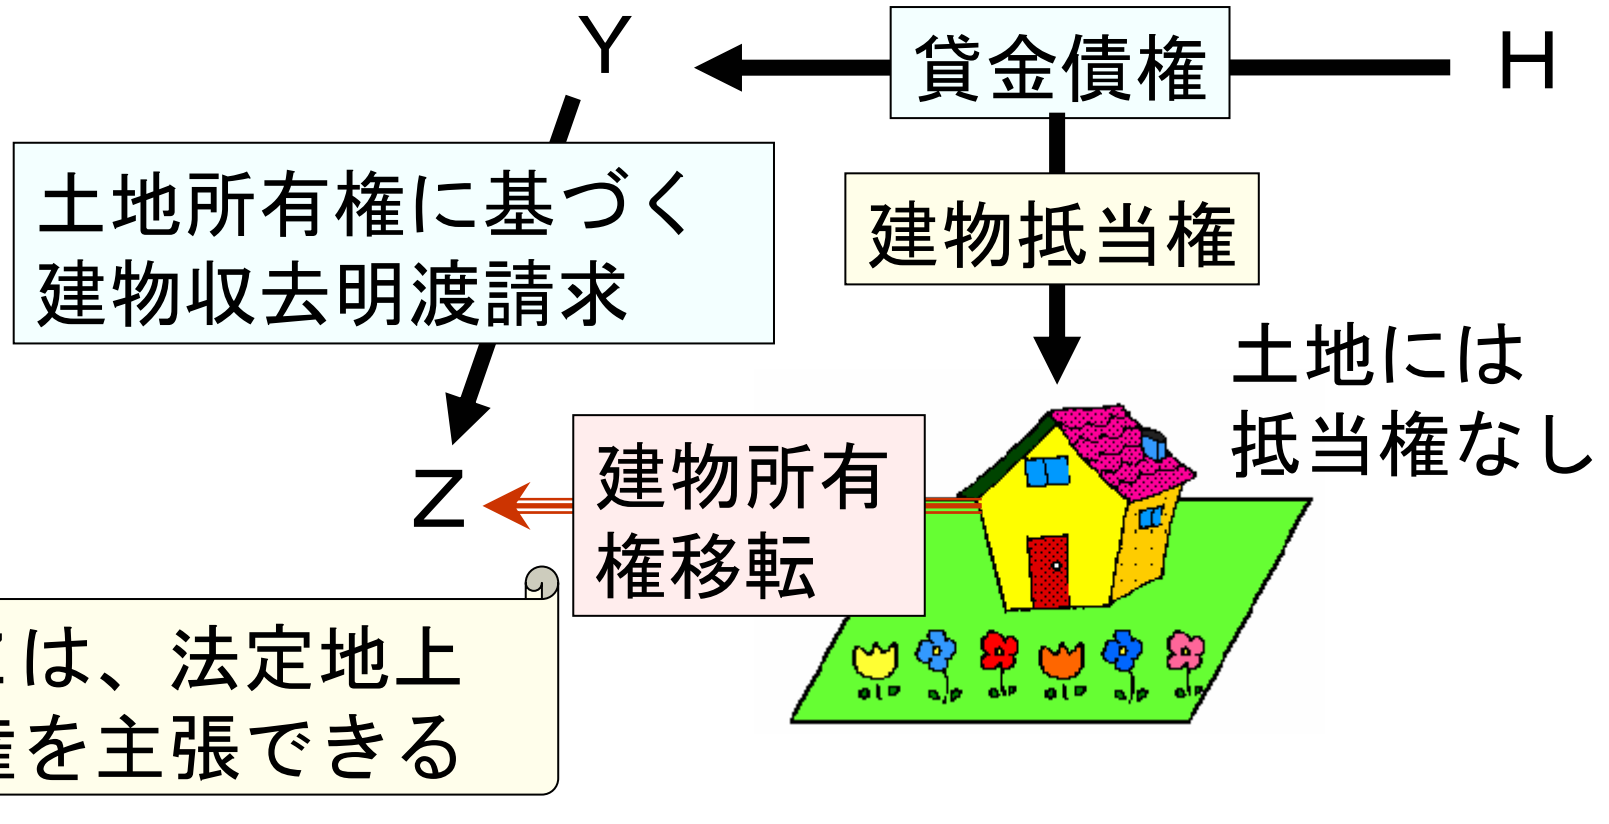 Y
貸金債権
H
土地所有権に基づく
建物収去明渡請求
建物抵当権
土地には
抵当権なし
Z
建物所有
権移転
は、法定地上
を主張できる